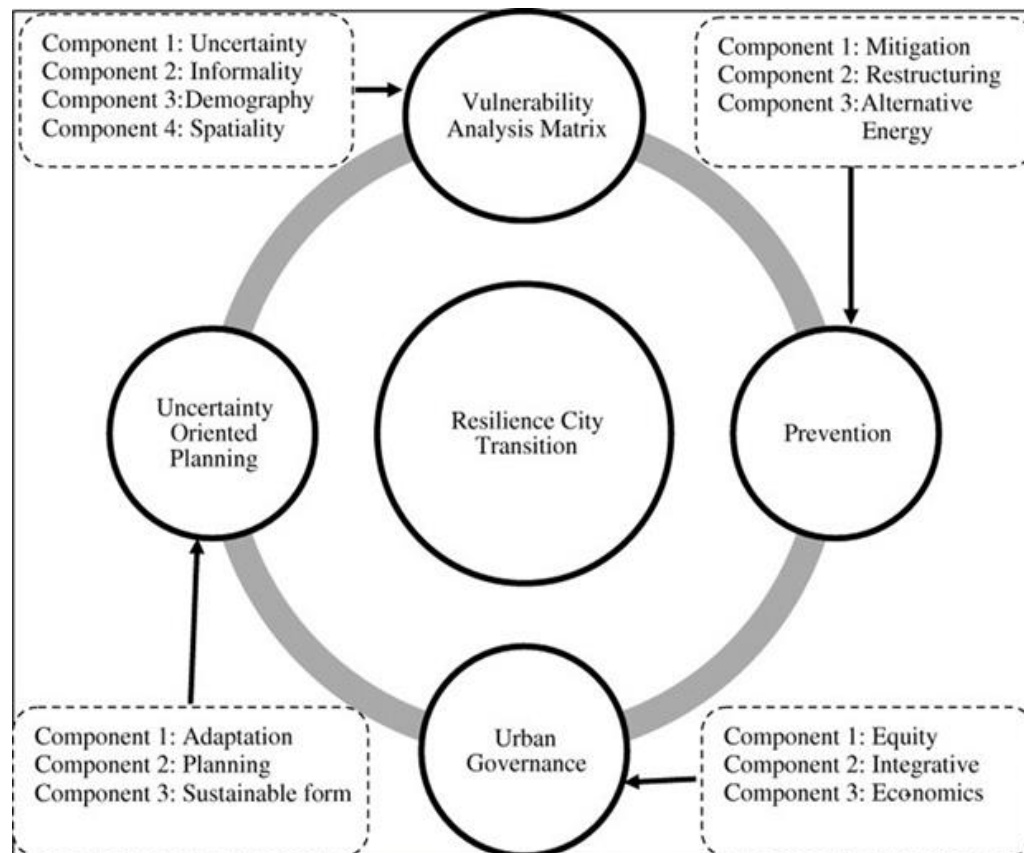 Component 1: Uncertainty
Component 2: Informality
Component 3:Demography
Component 4: Spatiality
Vulnerability
Analysis Matrix
Component 1: Mitigation
Component 2: Restructuring
Component 3: Alternative
Energy
Uncertainty
Oriented
Planning
Resilience City
Transition
Prevention
Component 1: Adaptation
Component 2: Planning
Component 3: Sustainable form
Urban
Governance
Component 1: Equity
Component 2: Integrative
Component 3: Economics